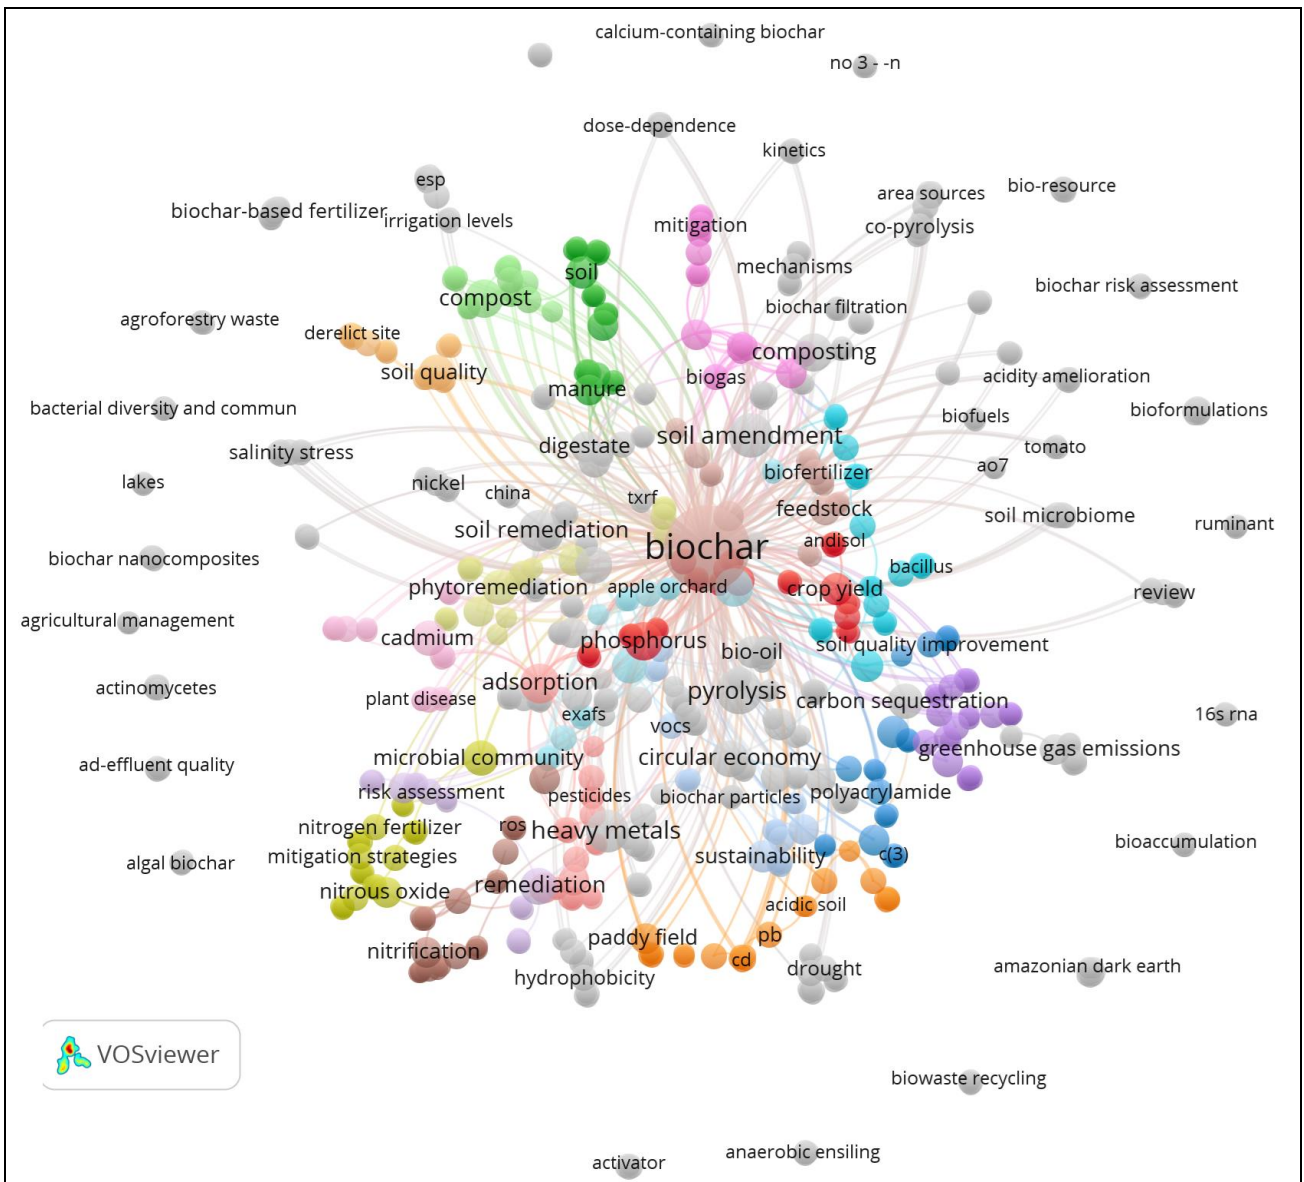 calcium-containing biochar
no 3 - -n
dose-dependence
kinetics
esp
area sources
bio-resource
biochar-based fertilizer
irrigation levels
mitigation
co-pyrolysis
soil
mechanisms
compost
biochar risk assessment
biochar filtration
agroforestry waste
derelict site
composting
soil quality
biogas
acidity amelioration
manure
bacterial diversity and commun
bioformulations
biofuels
soil amendment
digestate
tomato
salinity stress
ao7
biofertilizer
lakes
nickel
china
txrf
feedstock
soil microbiome
ruminant
soil remediation
andisol
biochar
biochar nanocomposites
bacillus
phytoremediation
apple orchard
crop yield
review
agricultural management
cadmium
phosphorus
soil quality improvement
bio-oil
actinomycetes
adsorption
pyrolysis
plant disease
carbon sequestration
exafs
16s rna
vocs
greenhouse gas emissions
microbial community
circular economy
ad-effluent quality
risk assessment
pesticides
biochar particles
polyacrylamide
nitrogen fertilizer
ros
heavy metals
bioaccumulation
mitigation strategies
sustainability
c(3)
algal biochar
nitrous oxide
remediation
acidic soil
paddy field
pb
nitrification
cd
drought
amazonian dark earth
hydrophobicity
VOSviewer
biowaste recycling
anaerobic ensiling
activator